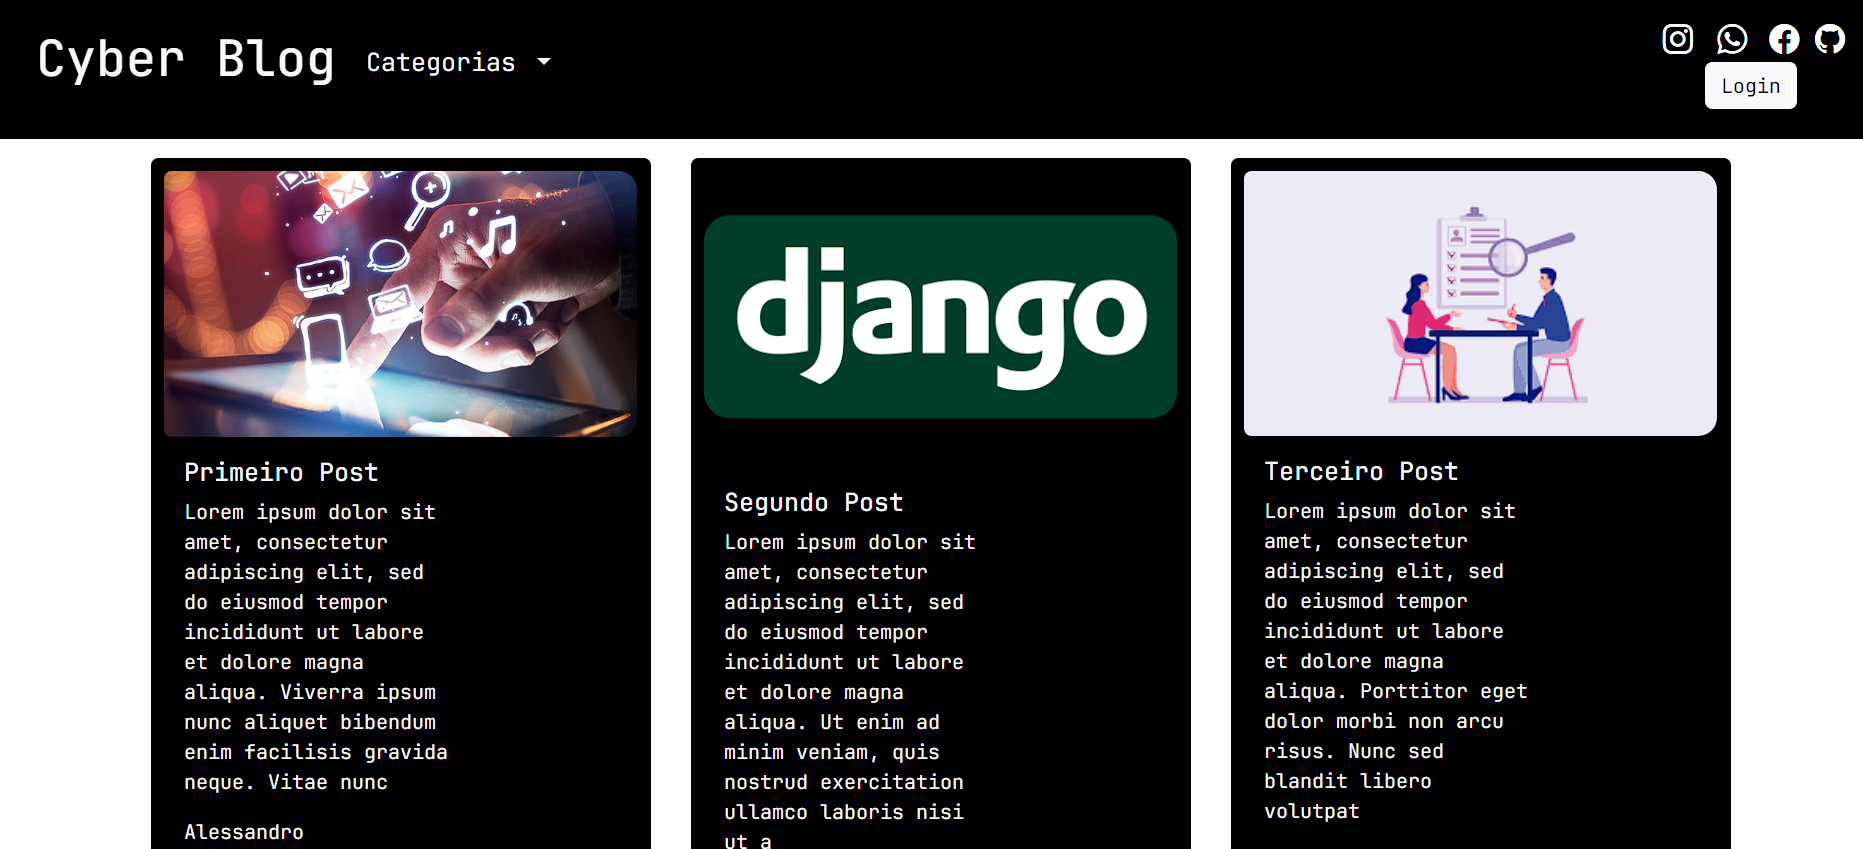 Cyber Blog
Categorias
Login
django
Primeiro Post
Lorem ipsum dolor sit
amet, consectetur
adipiscing elit, sed
do eiusmod tempor
incididunt ut labore
et dolore magna
aliqua. Viverra ipsum
nunc aliquet bibendum
enim facilisis gravida
neque. Vitae nunc
Alessandro
Segundo Post
Lorem ipsum dolor sit
amet, consectetur
adipiscing elit, sed
do eiusmod tempor
incididunt ut labore
et dolore magna
aliqua. Ut enim ad
minim veniam, quis
nostrud exercitation
ullamco laboris nisi
ut a
Terceiro Post
Lorem ipsum dolor sit
amet, consectetur
adipiscing elit, sed
do eiusmod tempor
incididunt ut labore
et dolore magna
aliqua. Porttitor eget
dolor morbi non arcu
risus. Nunc sed
blandit libero
volutpat